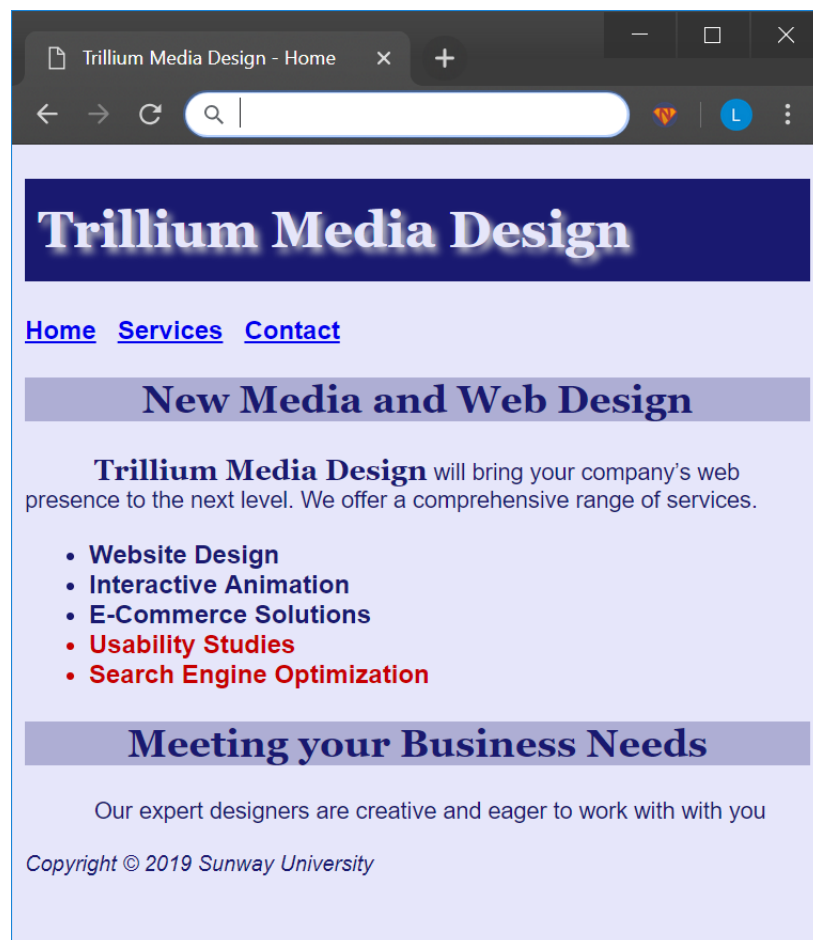 Trillium Media Design - Home
L
Trillium Media Design
Home Services Contact
New Media and Web Design
Trillium Media Design will bring your company’s web
presence to the next level. We offer a comprehensive range of services.
Website Design
Interactive Animation
E-Commerce Solutions
Usability Studies
Search Engine Optimization
Meeting your Business Needs
Our expert designers are creative and eager to work with with you
Copyright © 2019 Sunway University